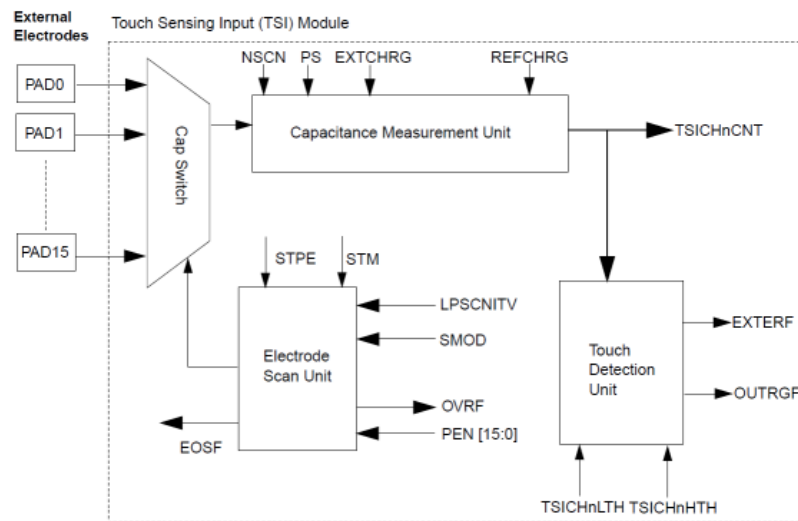 External
Electrodes
Touch Sensing Input (TSI) Module
NSCN PS EXTCHRG REFCHRG
PAD0
PAD1
PAD15
Cap Switch
Capacitance Measurement Unit
TSICHnCNT
STPE STM
LPSCNITV
SMOD
Electrode
Scan Unit
OVRF
PEN [15:0]
EOSF
Touch
Detection
Unit
EXTERF
OUTRGF
TSICHnLTH TSICHnHTH